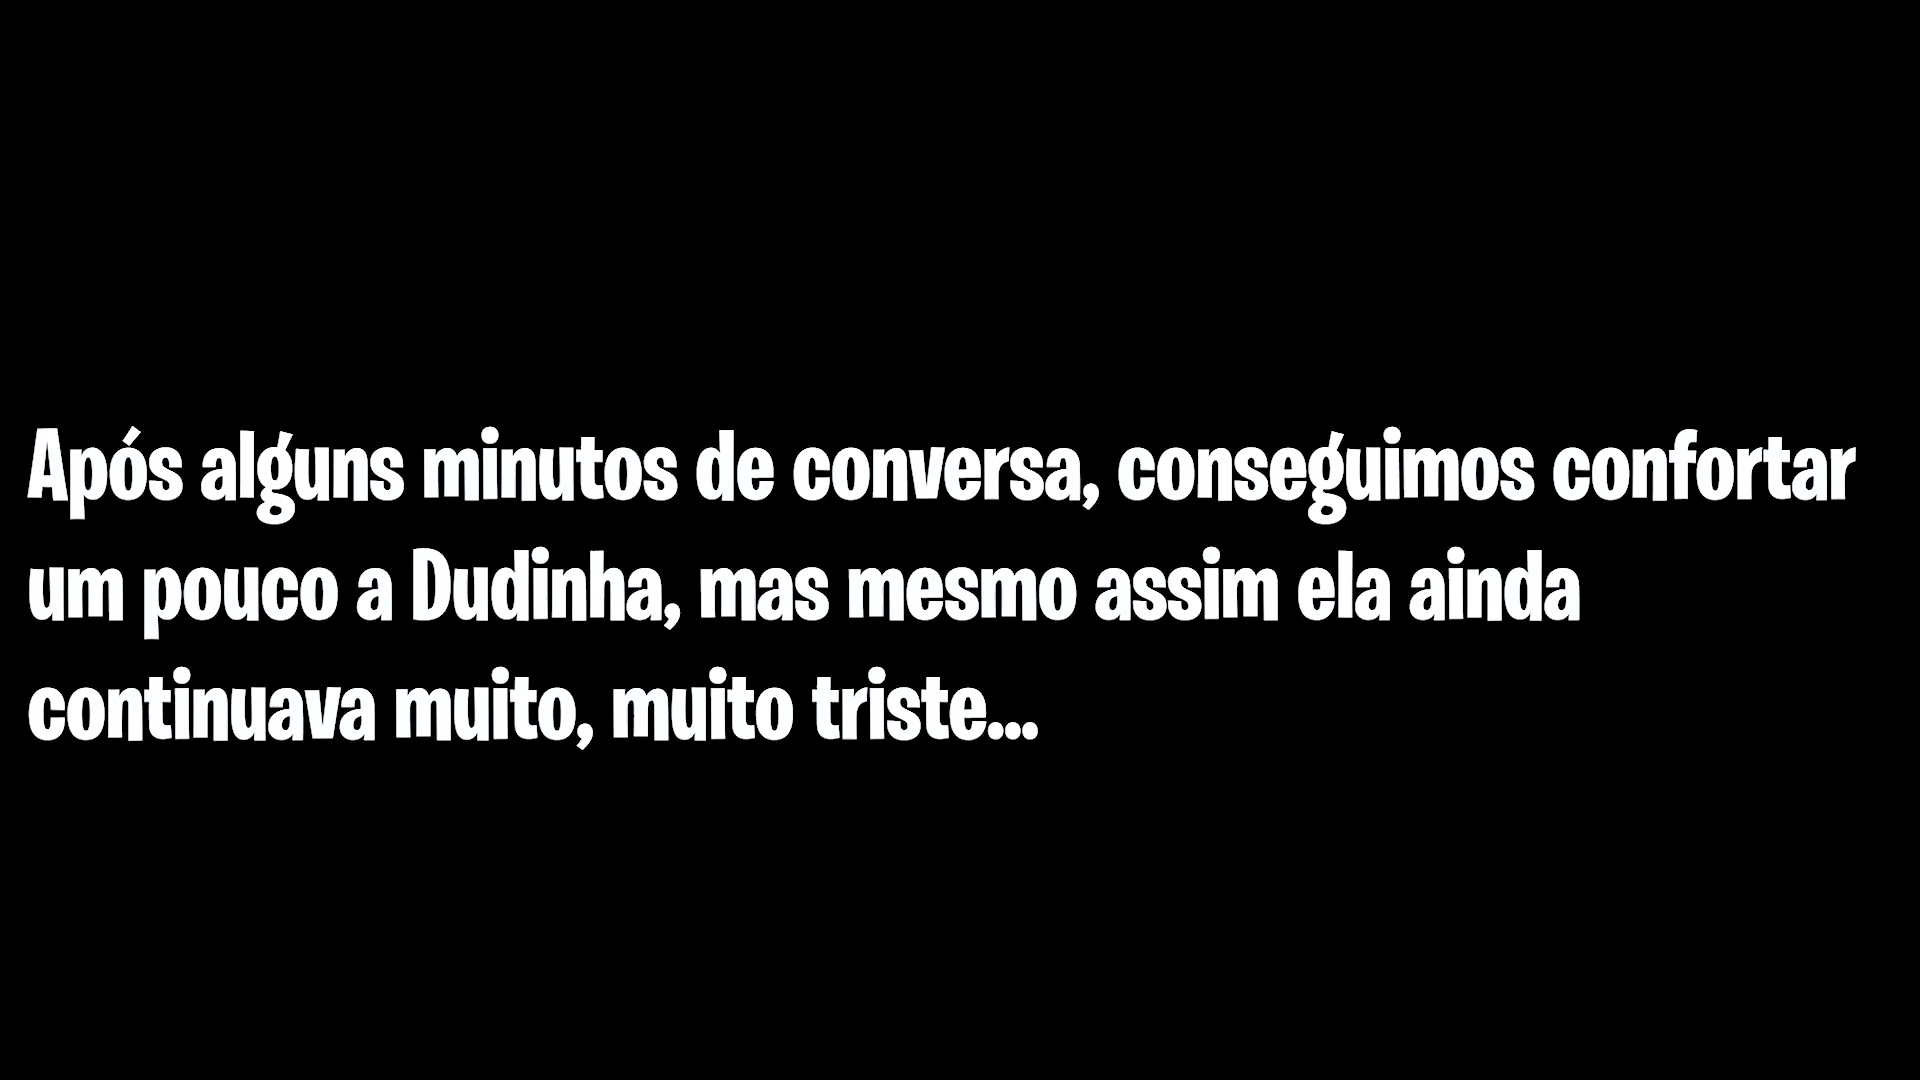 Após alguns minutos de conversa, conseguimos confortar
um pouco a Dudinha, mas mesmo assim ela ainda
continuava muito, muito triste...